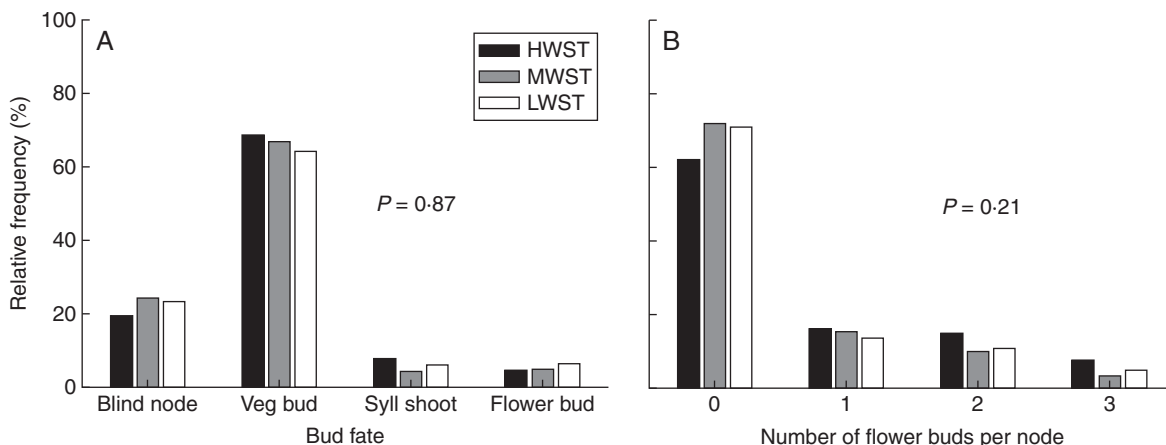 A
B
HWST
MWST
LWST
Relative frequency (%)
100
80
60
40
20
0
P = 0·87
P = 0·21
Blind node Veg bud Syll shoot Flower bud
0 1 2 3
Bud fate
Number of flower buds per node